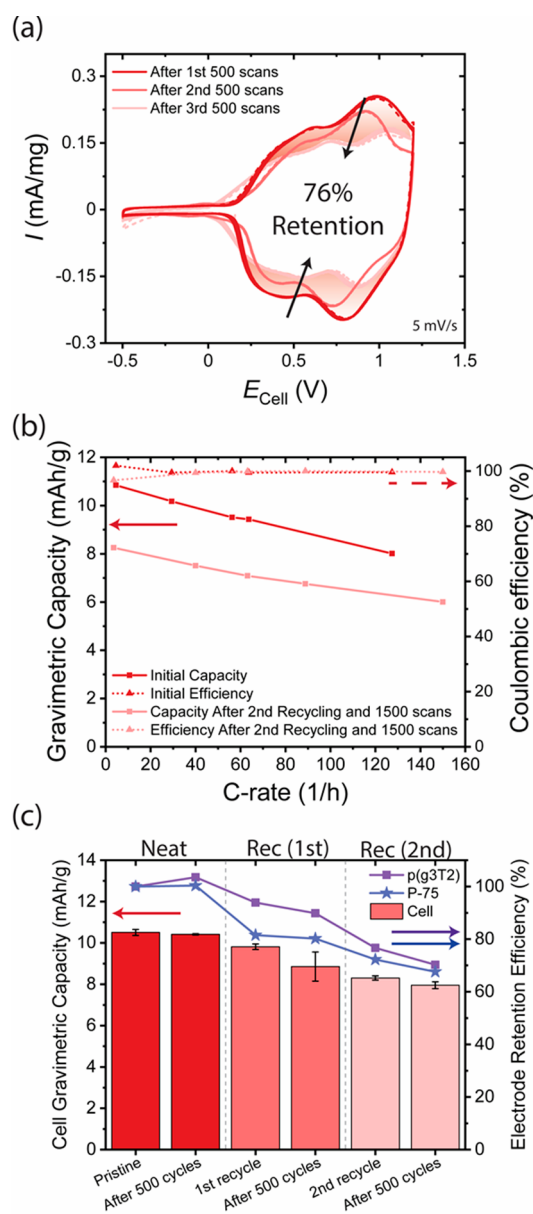 (a)
After 1st 500 scans
After 2nd 500 scans
After 3rd 500 scans
0.3
0.15
0
-0.15
-0.3
I (mA/mg)
76%
Retention
5 mV/s
-0.5 0 0.5 1 1.5
E Cell (V)
(b)
12
10
8
6
4
2
0
Gravimetric Capacity (mAh/g)
100
80
60
40
20
0
Coulombic efficiency (%)
Initial Capacity
Initial Efficiency
Capacity After 2nd Recycling and 1500 scans
Efficiency After 2nd Recycling and 1500 scans
0 20 40 60 80 100 120 140 160
C-rate (1/h)
(c)
Neat Rec (1st) Rec (2nd)
14
12
10
8
6
4
2
0
Cell Gravimetric Capacity (mAh/g)
p(g3T2)
P-75
Cell
100
80
60
40
20
0
Electrode Retention Efficiency (%)
Pristine
After 500 cycles
1st recycle
After 500 cycles
2nd recycle
After 500 cycles